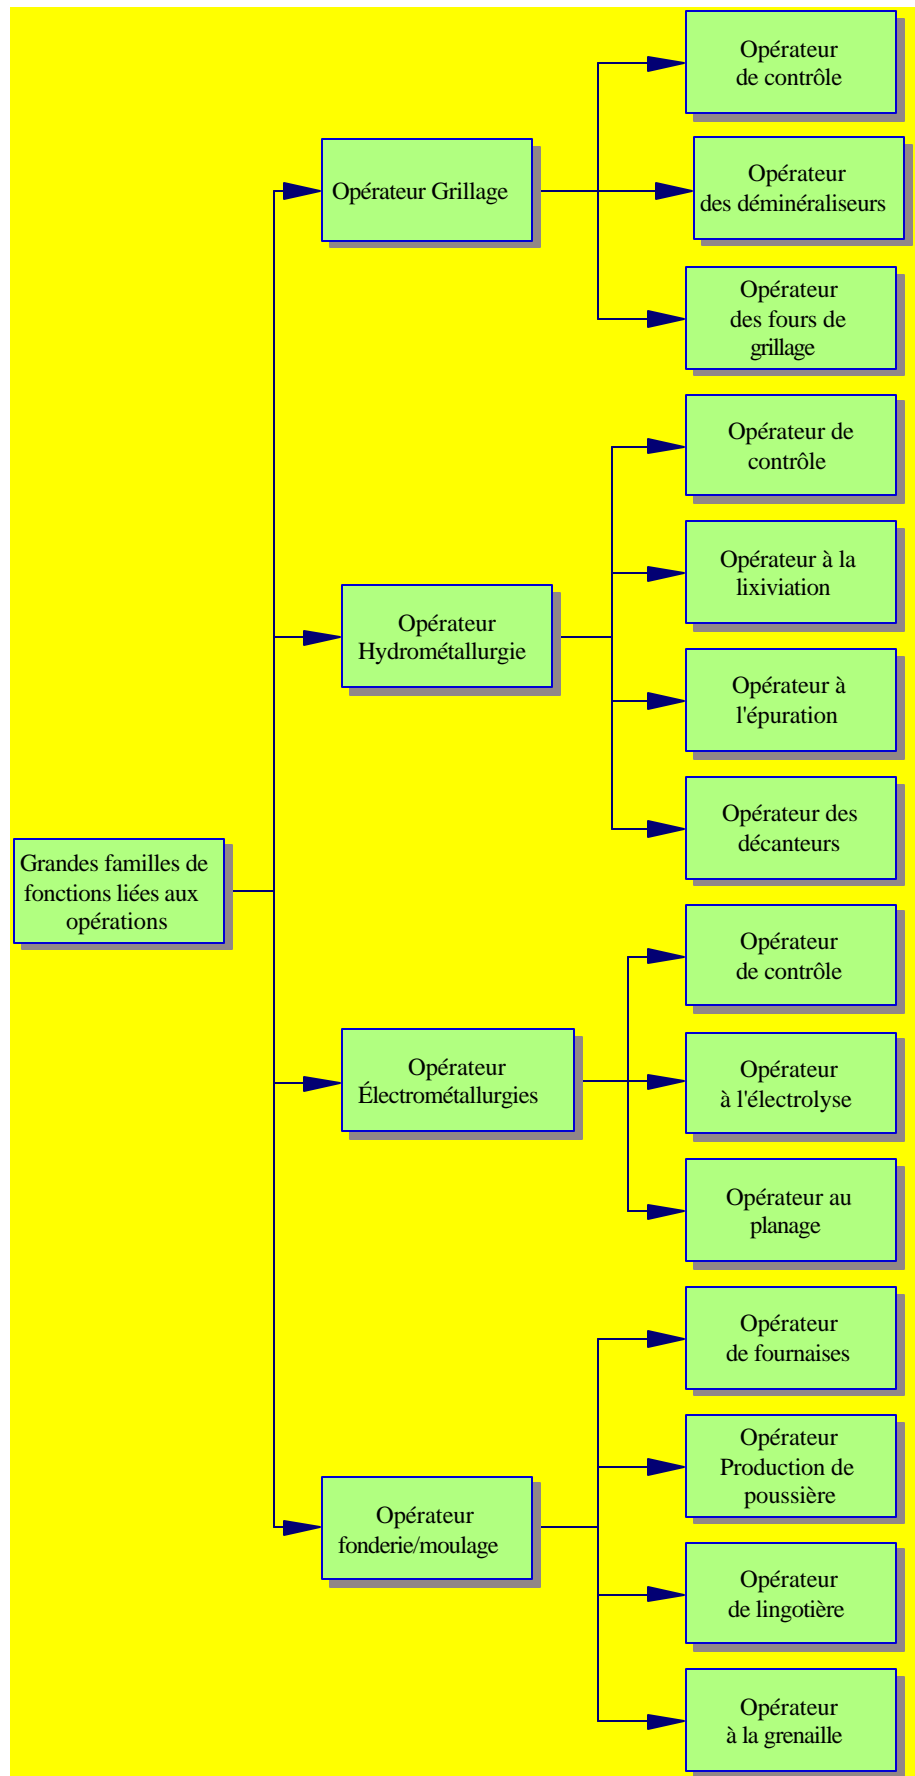 Grandes familles de
fonctions liées aux
opérations
Opérateur Grillage
Opérateur
de contrôle
Opérateur
des déminéraliseurs
Opérateur
des fours de
grillage
Opérateur
Hydrométallurgie
Opérateur de
contrôle
Opérateur à la
lixiviation
Opérateur à
l'épuration
Opérateur des
décanteurs
Opérateur
Électrométallurgies
Opérateur
de contrôle
Opérateur
à l'électrolyse
Opérateur au
planage
Opérateur
fonderie/moulage
Opérateur
de fournaises
Opérateur
Production de
poussière
Opérateur
de lingotière
Opérateur
à la grenaille